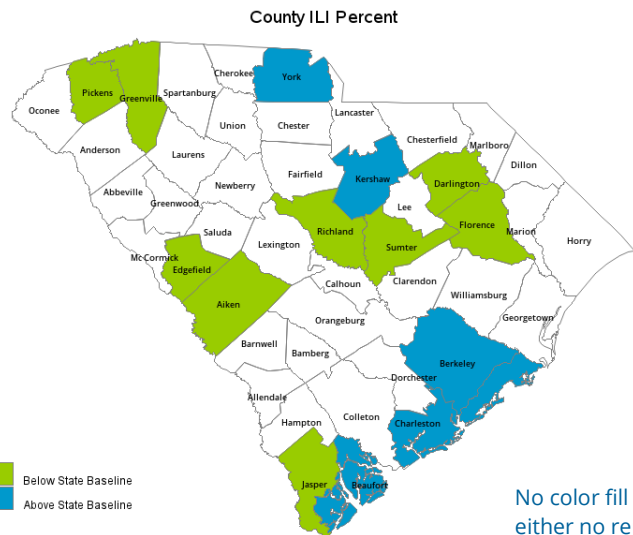 County ILI Percent
Cherokee
York
Pickens
Greenville
Spartanburg
Oconee
Union
Chester
Lancaster
Chesterfield
Marlboro
Dillon
Anderson
Laurens
Fairfield
Kershaw
Darlington
Abbeville
Newberry
Greenwood
Lee
Saluda
Richland
Florence
Marion
Horry
Lexington
Sumter
Mc Cormick
Edgefield
Calhoun
Clarendon
Williamsburg
Aiken
Orangeburg
Georgetown
Barnwell
Bamberg
Berkeley
Dorchester
Allendale
Colleton
Charleston
Hampton
Jasper
Beaufort
Below State Baseline
Above State Baseline
No color fill
either no re